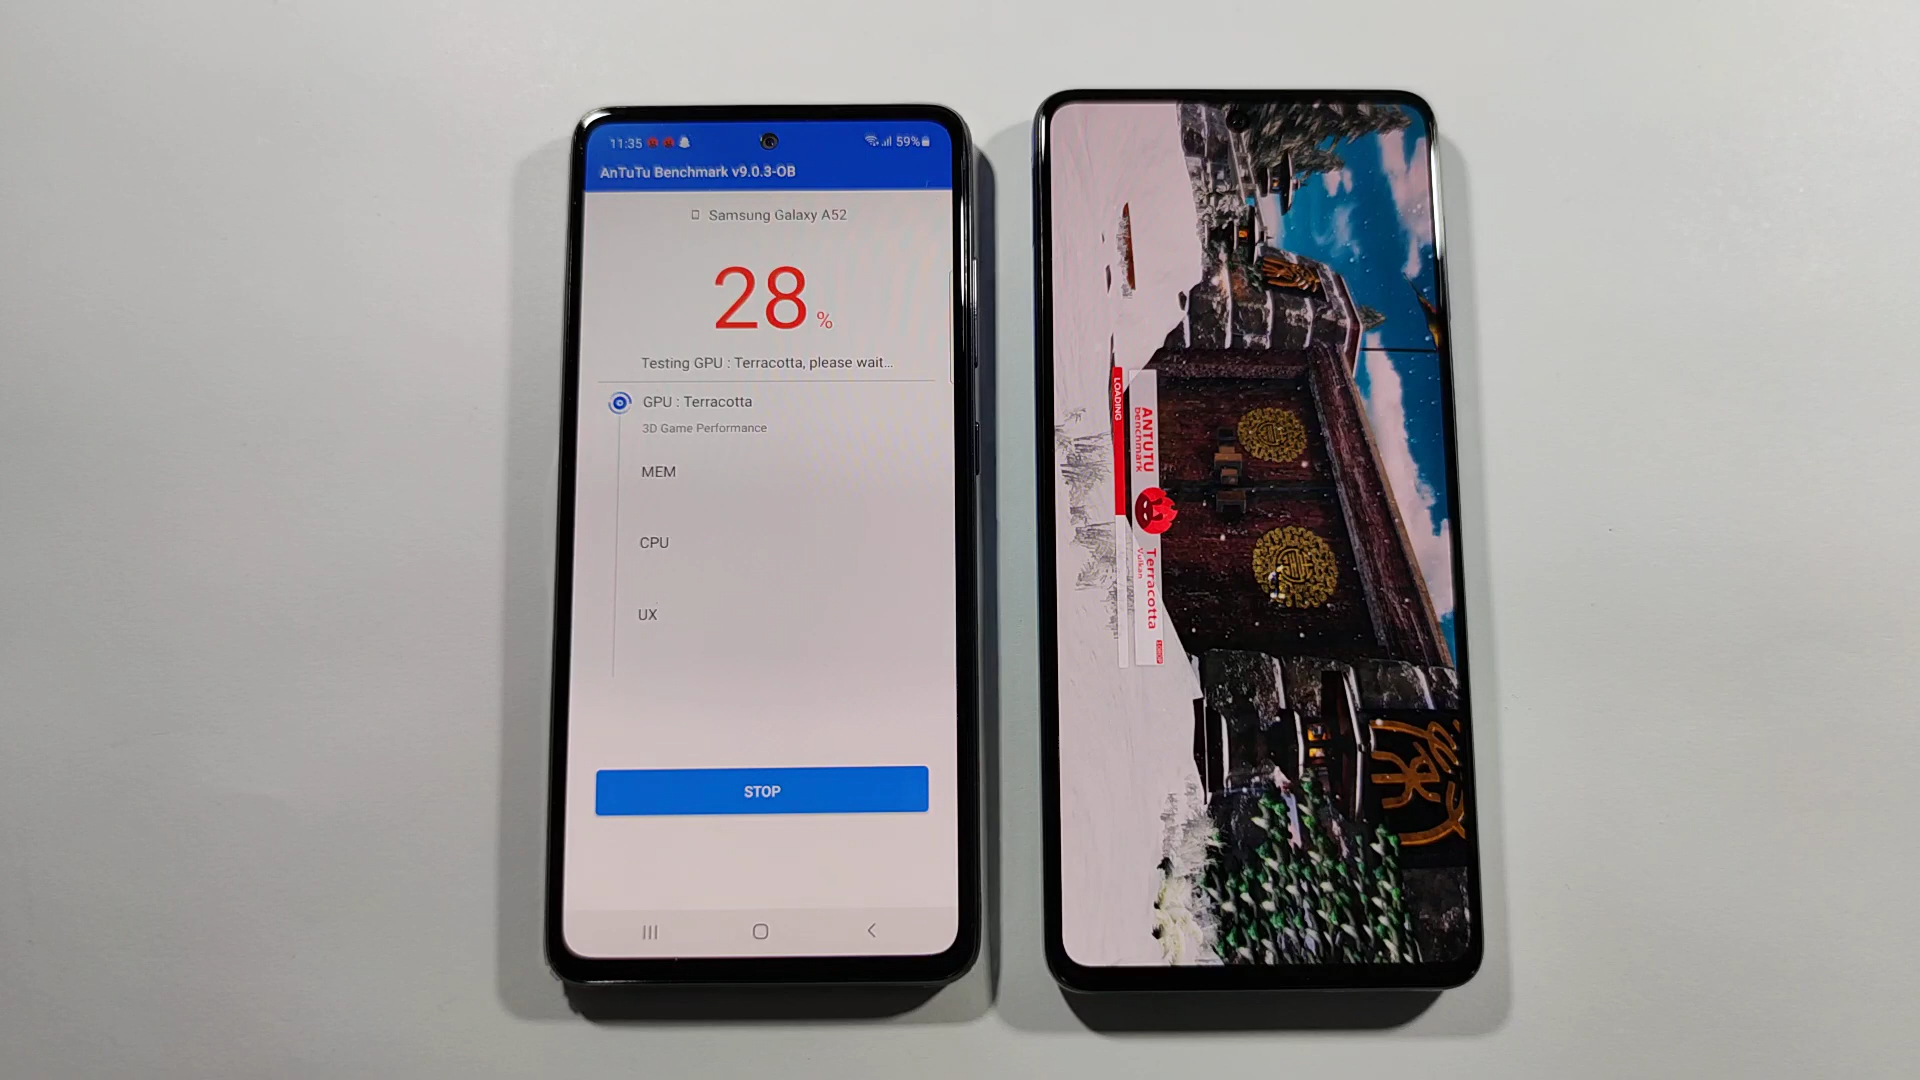 11:35
59%
AnTuTu Benchmark v9.0.3-OB
Samsung Galaxy A52
28 %
Testing GPU : Terracotta, please wait...
GPU : Terracotta
3D Game Performance
MEM
CPU
UX
STOP
ANTUTU
Benchmark
Terracotta
Vulkan
1080P
LOADING